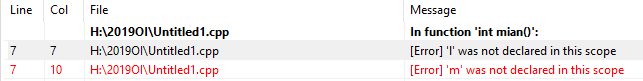 Line Col File Message
H:\2019OI\Untitled1.cpp In function 'int mian()':
7 7 H:\2019OI\Untitled1.cpp [Error] 'l' was not declared in this scope
7 10 H:\2019OI\Untitled1.cpp [Error] 'm' was not declared in this scope